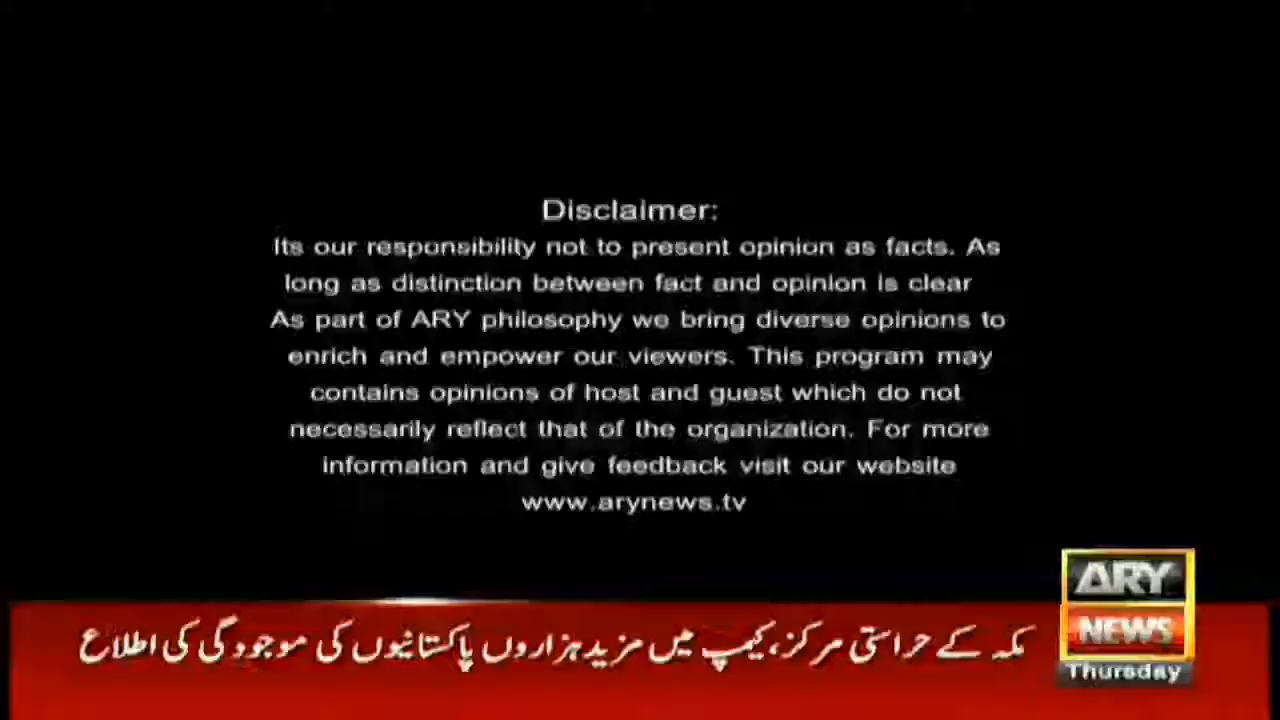 Disclaimer:
Its our responsibility not to present opinion as facts. As
long as distinction between fact and opinion is clear
As part of ARY philosophy we bring diverse opinions to
enrich and empower our viewers. This program may
contains opinions of host and guest which do not
necessarily reflect that of the organization. For more
information and give feedback visit our website
www.arynews.tv
ARY
NEWS
Thursday
مکہ کے حراستی مرکز، کیمپ میں مزید ہزاروں پاکستانیوں کی موجودگی کی اطلاع